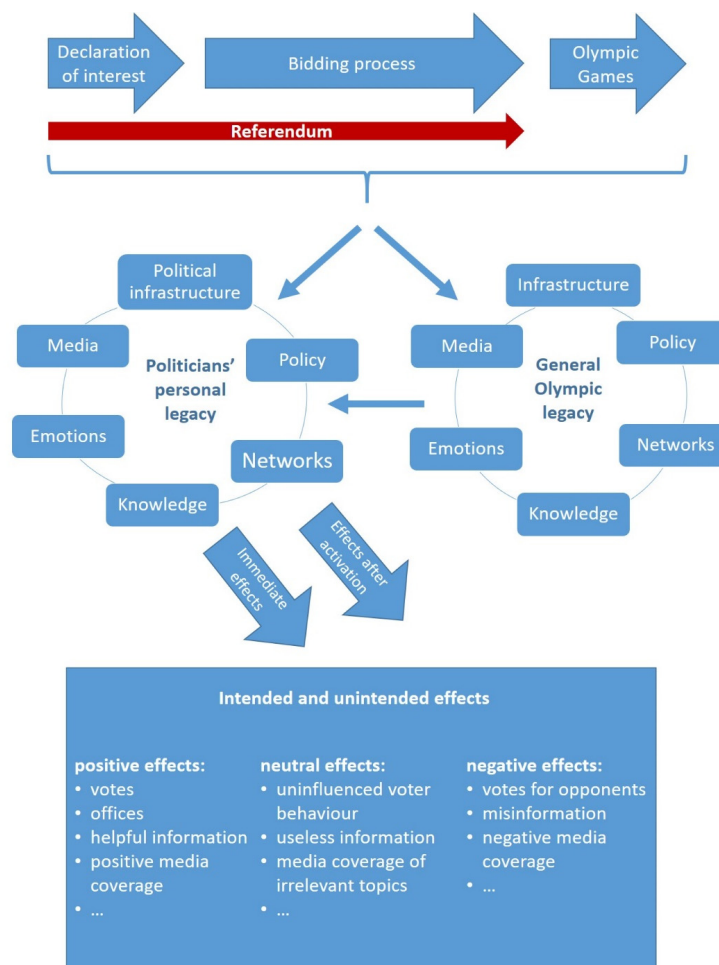 Declaration
of interest
Bidding process
Olympic
Games
Referendum
Political
infrastructure
Media
Policy
Politicians’
personal
legacy
Emotions
Networks
Knowledge
Infrastructure
Media
Policy
General
Olympic
legacy
Emotions
Networks
Knowledge
Immediate
effects
Effects after
activation
Intended and unintended effects
positive effects:
• votes
• offices
• helpful information
• positive media
coverage
• ...
neutral effects:
• uninfluenced voter
behaviour
• useless information
• media coverage of
irrelevant topics
• ...
negative effects:
• votes for opponents
• misinformation
• negative media
coverage
• ...